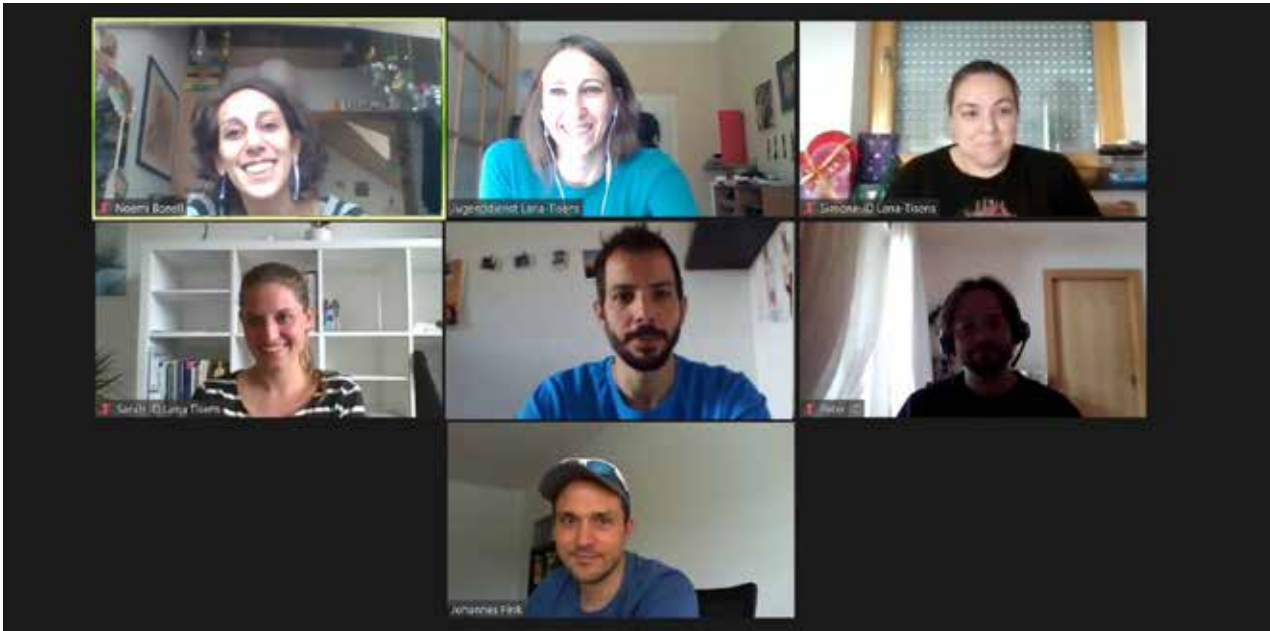 Noemi Bonell
Jugenddienst Lana-Tisens
Simone JD Lana-Tisens
Sarah JD Lana Tisens
Peter
Johannes Fink